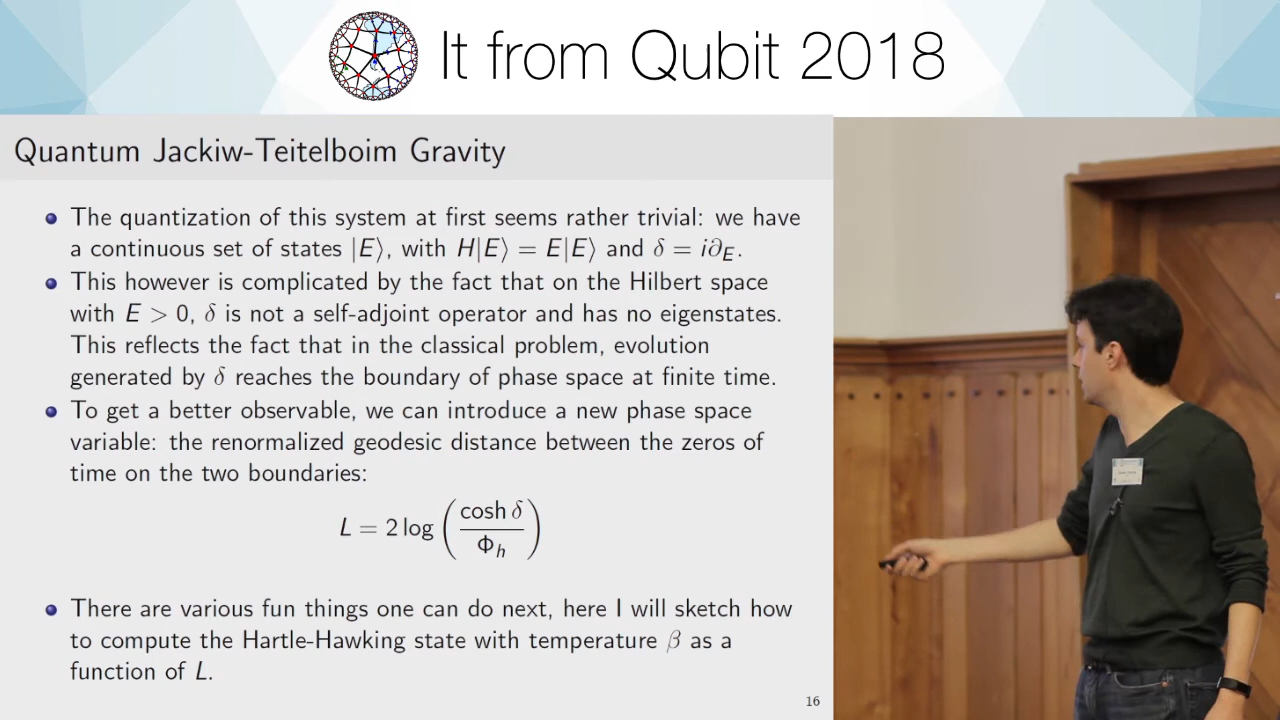 It from Qubit 2018
Quantum Jackiw-Teitelboim Gravity
The quantization of this system at first seems rather trivial: we have
a continuous set of states |E⟩, with H|E⟩ = E|E⟩ and δ = i∂_E.
This however is complicated by the fact that on the Hilbert space
with E > 0, δ is not a self-adjoint operator and has no eigenstates.
This reflects the fact that in the classical problem, evolution
generated by δ reaches the boundary of phase space at finite time.
To get a better observable, we can introduce a new phase space
variable: the renormalized geodesic distance between the zeros of
time on the two boundaries:
L = 2 log (cosh δ / Φ_h)
There are various fun things one can do next, here I will sketch how
to compute the Hartle-Hawking state with temperature β as a
function of L.
16